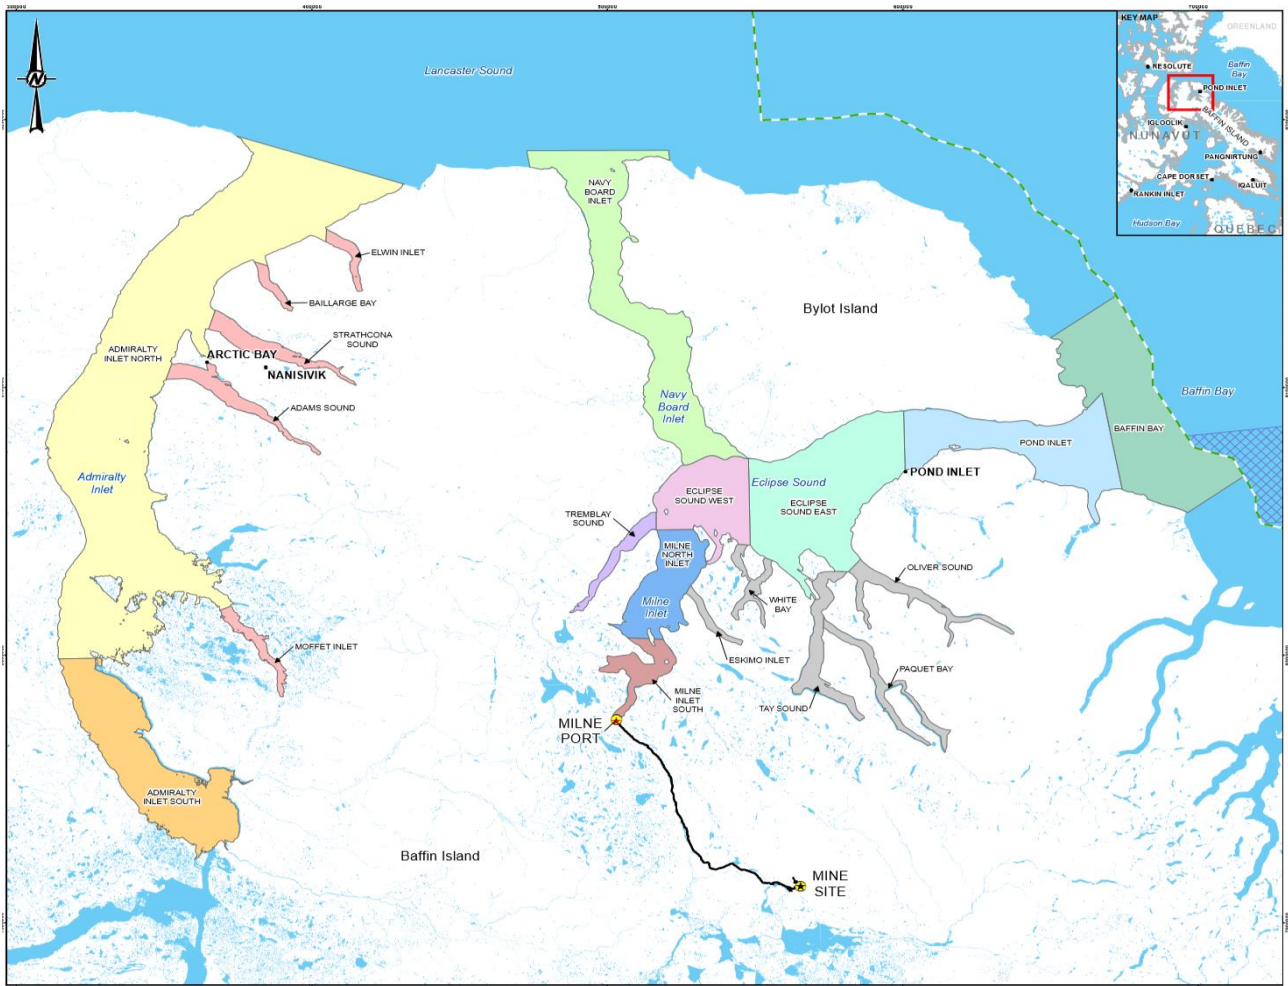 400000
500000
600000
700000
Lancaster Sound
KEY MAP
GREENLAND
RESOLUTE
Baffin
Bay
POND INLET
BAFFIN ISLAND
IGLOOLIK
NUNAVUT
PANGNIRTUNG
CAPE DORSET
IQALUIT
RANKIN INLET
Hudson Bay
QUEBEC
N
NAVY
BOARD
INLET
ELWIN INLET
BAILLARGE BAY
Bylot Island
STRATHCONA
SOUND
ADMIRALTY
INLET NORTH
ARCTIC BAY
NANISIVIK
ADAMS SOUND
Navy
Board
Inlet
Baffin Bay
BAFFIN BAY
POND INLET
POND INLET
Admiralty
Inlet
Eclipse Sound
ECLIPSE
SOUND WEST
ECLIPSE
SOUND EAST
TREMBLAY
SOUND
MILNE
NORTH
INLET
OLIVER SOUND
WHITE
BAY
Milne
Inlet
MOFFET INLET
ESKIMO INLET
PAQUET BAY
MILNE
INLET
SOUTH
TAY SOUND
MILNE
PORT
ADMIRALTY
INLET SOUTH
Baffin Island
MINE
SITE